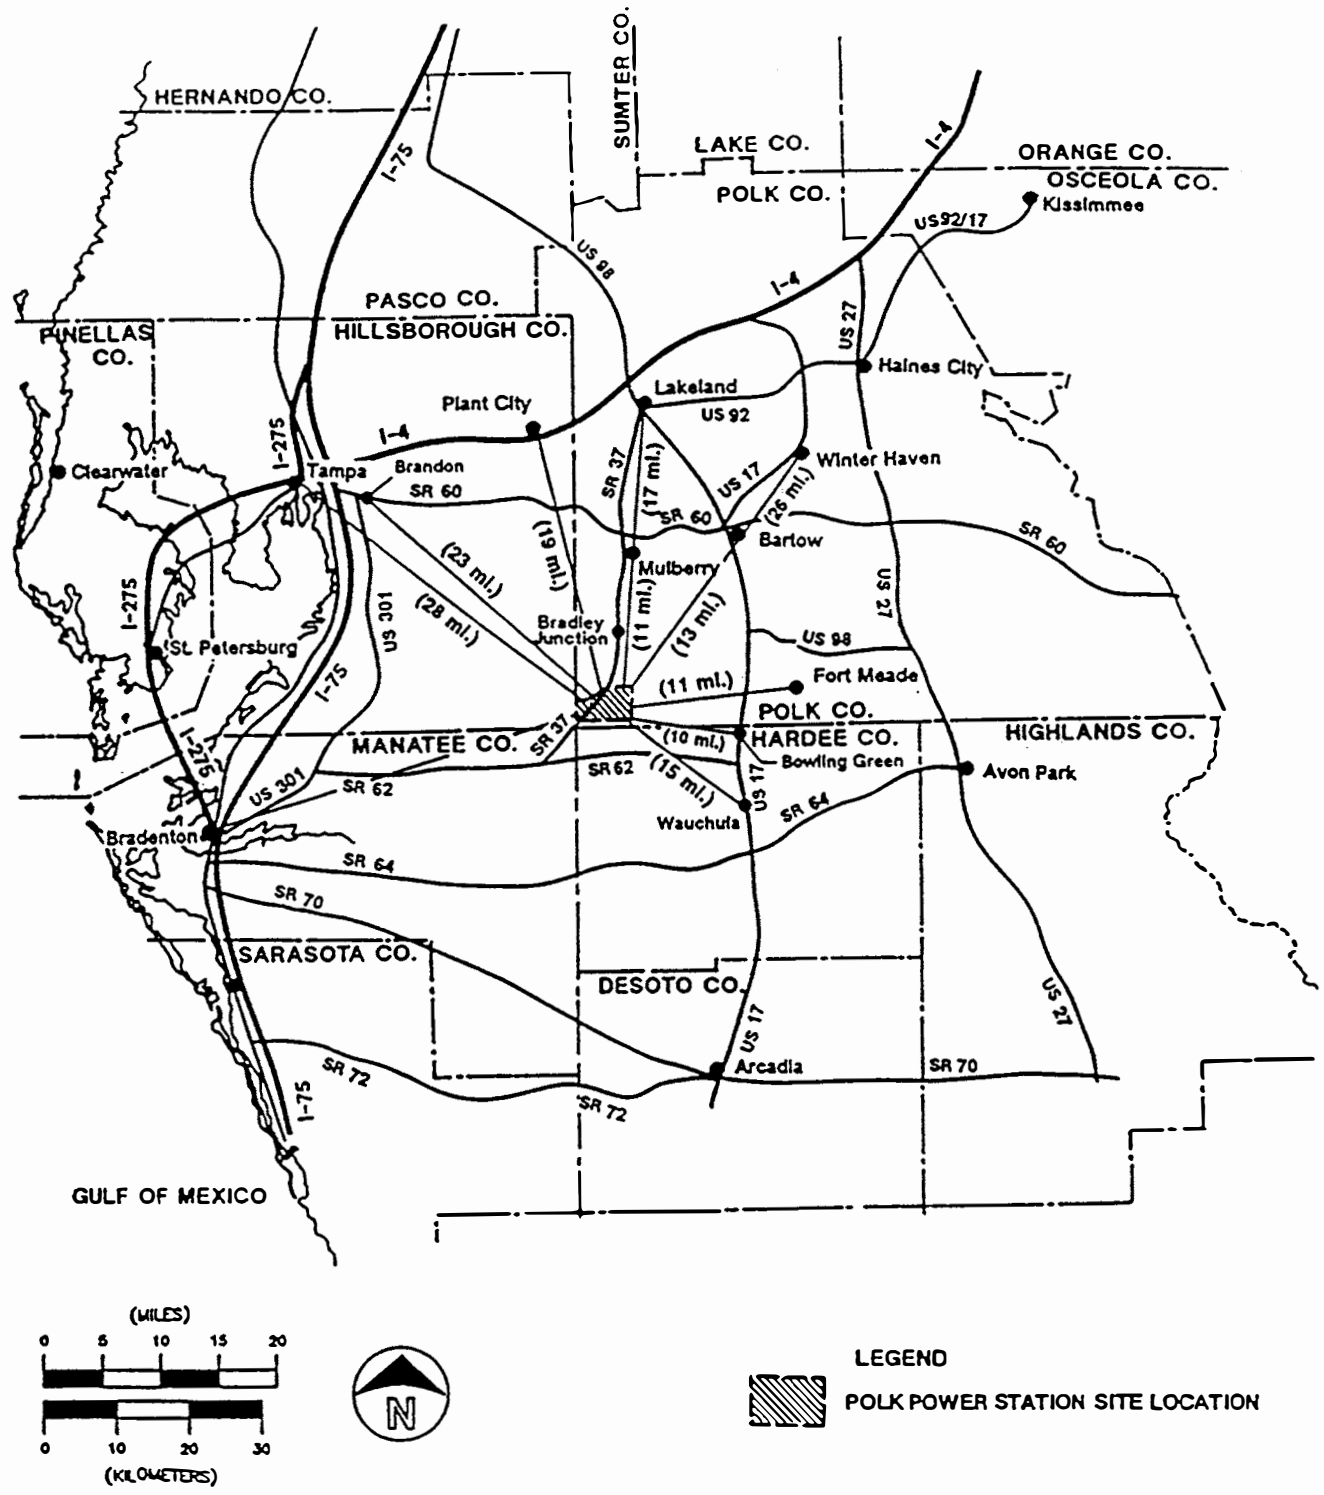 SUMTER CO.
HERNANDO CO.
I-75
I-4
LAKE CO.
ORANGE CO.
POLK CO.
OSCEOLA CO.
Kissimmee
US 92/17
US 98
I-4
PASCO CO.
HILLSBOROUGH CO.
PINELLAS
CO.
US 27
Haines City
Lakeland
US 92
Plant City
I-4
I-275
Clearwater
Tampa
Brandon
SR 60
SR 37
(17 mi.)
US 17
Winter Haven
(26 mi.)
SR 60
Bartow
SR 60
(19 mi.)
(23 mi.)
(28 mi.)
Mulberry
(11 mi.)
(13 mi.)
US 27
I-275
US 301
Bradley
Junction
US 98
St. Petersburg
I-75
Fort Meade
(11 mi.)
POLK CO.
SR 37
MANATEE CO.
(10 mi.)
HARDEE CO.
HIGHLANDS CO.
I-275
Bowling Green
SR 62
(15 mi.)
US 17
Avon Park
US 301
SR 62
SR 64
Wauchula
Bradenton
SR 64
SR 70
SARASOTA CO.
DESOTO CO.
US 27
US 17
SR 72
Arcadia
SR 70
I-75
SR 72
GULF OF MEXICO
(MILES)
0 5 10 15 20
0 10 20 30
(KILOMETERS)
N
LEGEND
POLK POWER STATION SITE LOCATION